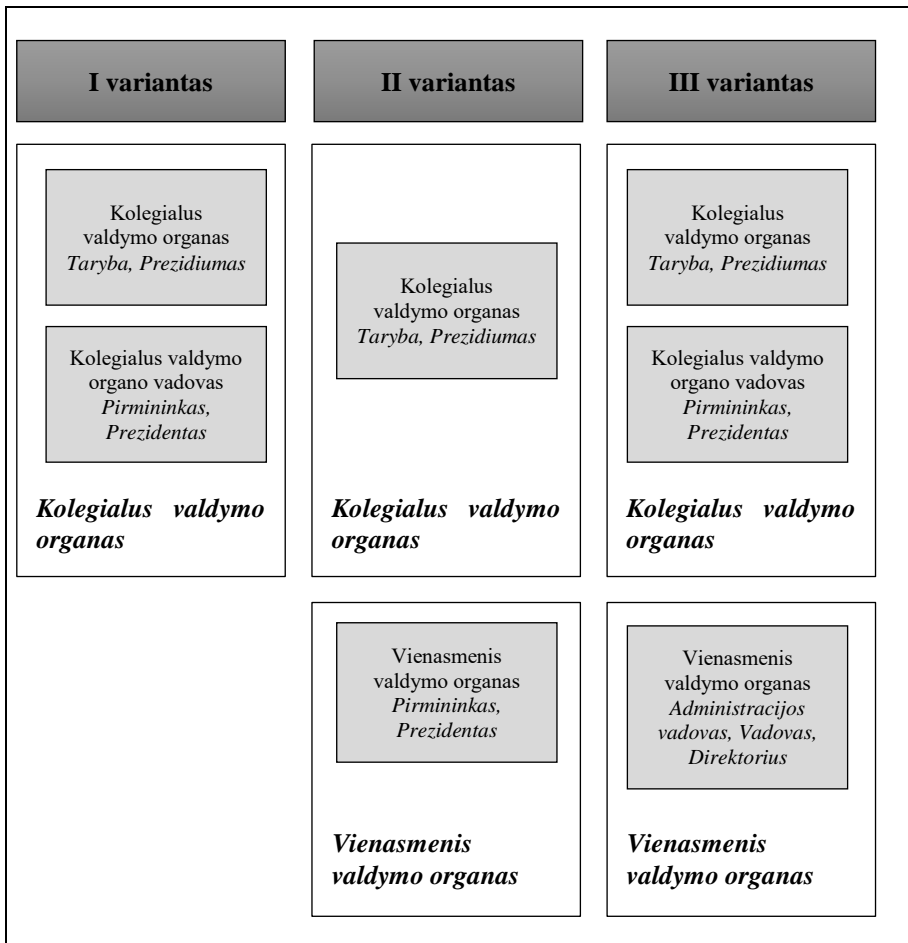 I variantas
II variantas
III variantas
Kolegialus
valdymo organas
Taryba, Prezidiumas
Kolegialus valdymo
organo vadovas
Pirmininkas,
Prezidentas
Kolegialus valdymo
organas
Kolegialus
valdymo organas
Taryba, Prezidiumas
Kolegialus valdymo
organas
Kolegialus
valdymo organas
Taryba, Prezidiumas
Kolegialus valdymo
organo vadovas
Pirmininkas,
Prezidentas
Kolegialus valdymo
organas
Vienasmenis
valdymo organas
Pirmininkas,
Prezidentas
Vienasmenis
valdymo organas
Vienasmenis
valdymo organas
Administracijos
vadovas, Vadovas,
Direktorius
Vienasmenis
valdymo organas